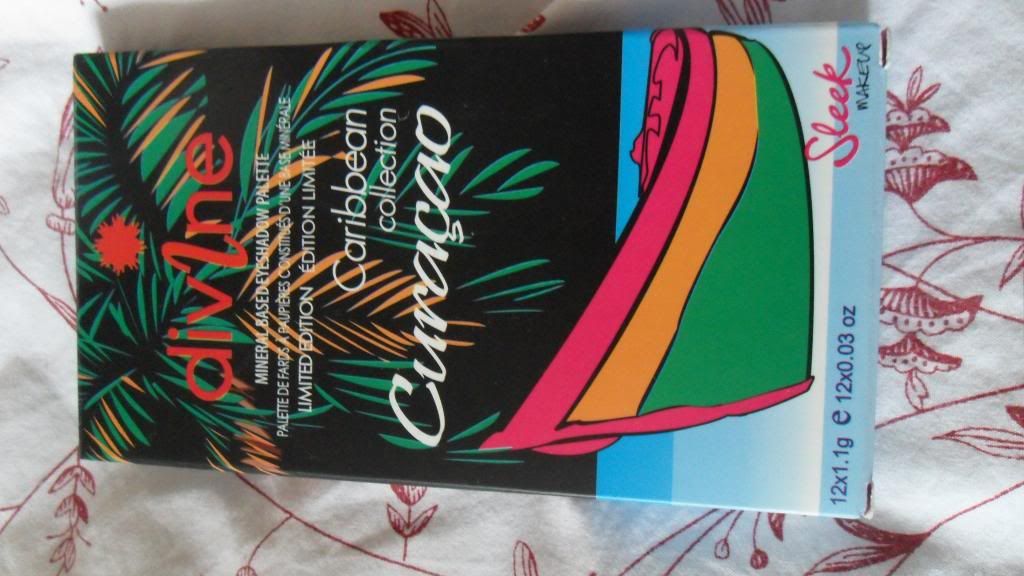 divine
MINERAL BASED EYESHADOW PALETTE
PALETTE DE FARDS À PAUPIÈRES CONSTITUÉS D'UNE BASE MINÉRALE
LIMITED EDITION ÉDITION LIMITÉE
Caribbean
collection
Curaçao
Sleek
MAKEUP
12x1.1g e 12x0.03 oz